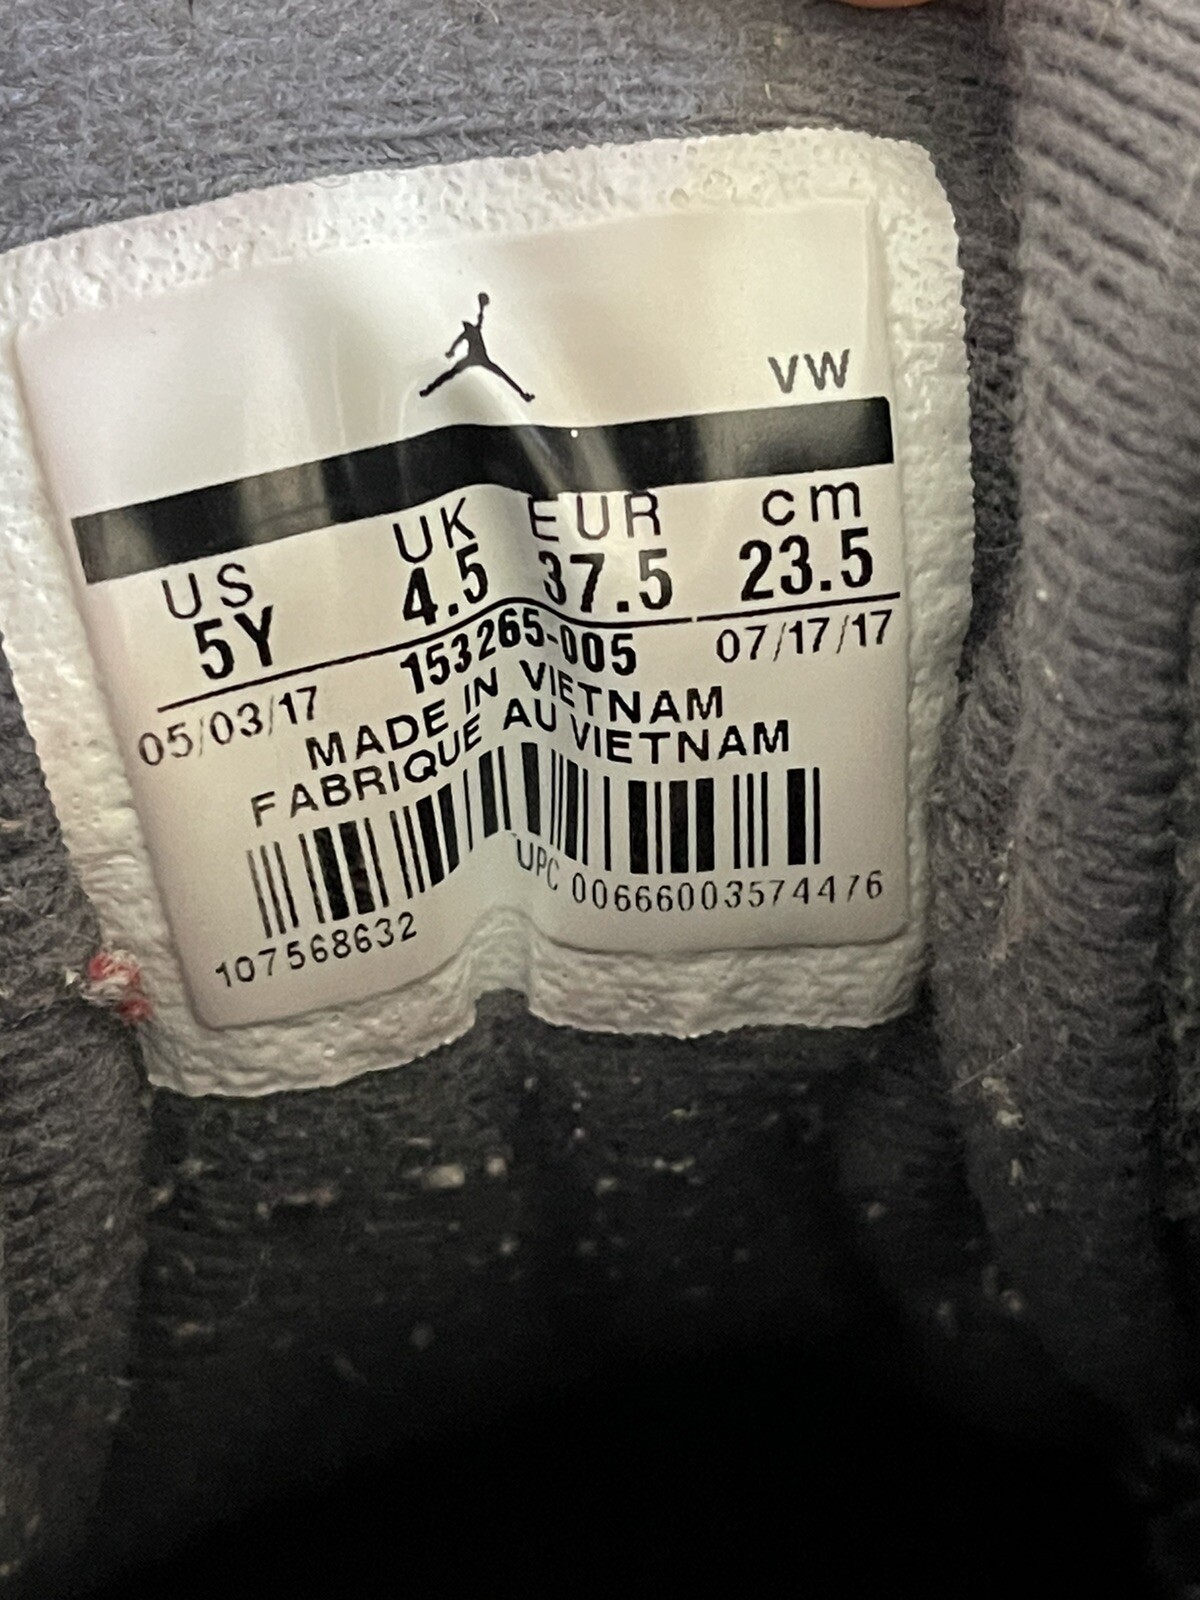 VW
US UK EUR cm
5Y 4.5 37.5 23.5
05/03/17 153265-005 07/17/17
MADE IN VIETNAM
FABRIQUE AU VIETNAM
107568632 UPC 00666003574476